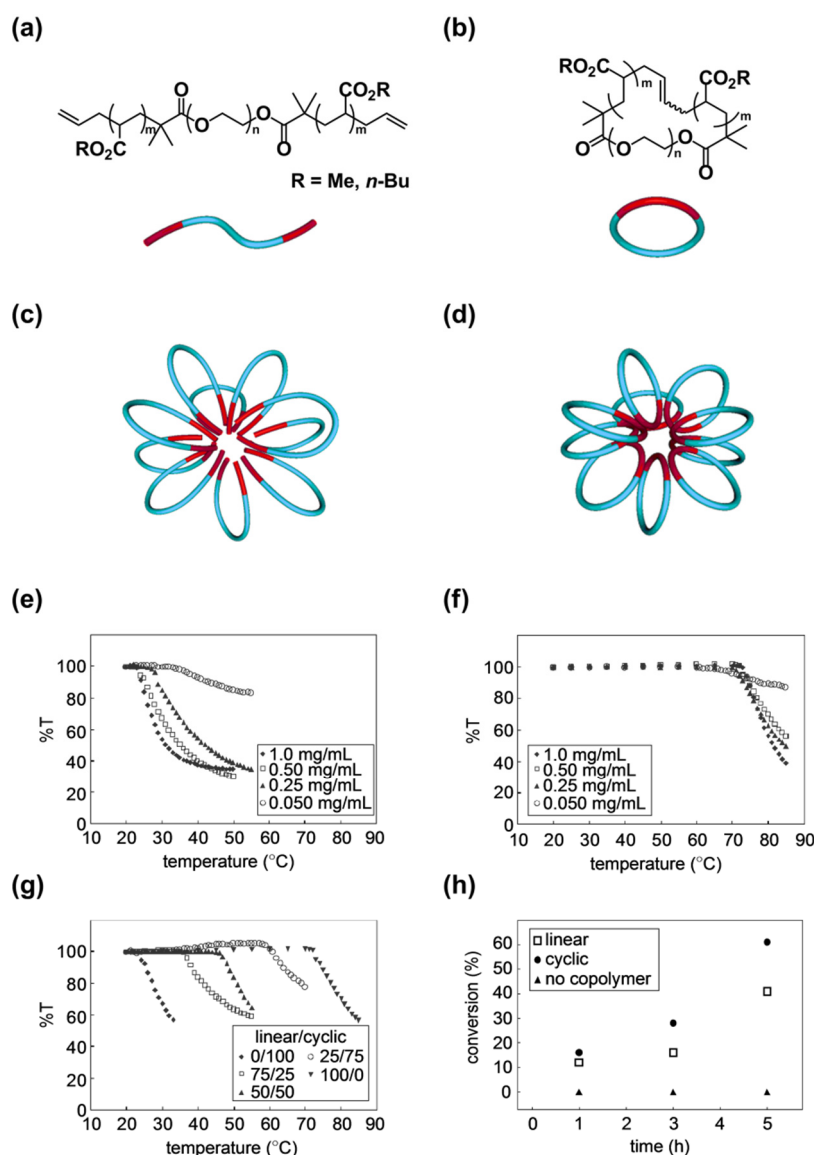 (a)
(b)
RO₂C
CO₂R
m
m
O
O
O
n
O
CO₂R
m
RO₂C
m
O
O
n
O
O
R = Me, n-Bu
(c)
(d)
(e)
(f)
100
80
60
40
20
0
%T
1.0 mg/mL
0.50 mg/mL
0.25 mg/mL
0.050 mg/mL
10 20 30 40 50 60 70 80 90
temperature (°C)
100
80
60
40
20
0
%T
1.0 mg/mL
0.50 mg/mL
0.25 mg/mL
0.050 mg/mL
10 20 30 40 50 60 70 80 90
temperature (°C)
(g)
(h)
100
80
60
40
20
0
%T
linear/cyclic
0/100 25/75
75/25 100/0
50/50
10 20 30 40 50 60 70 80 90
temperature (°C)
60
50
40
30
20
10
0
conversion (%)
linear
cyclic
no copolymer
0 1 2 3 4 5
time (h)